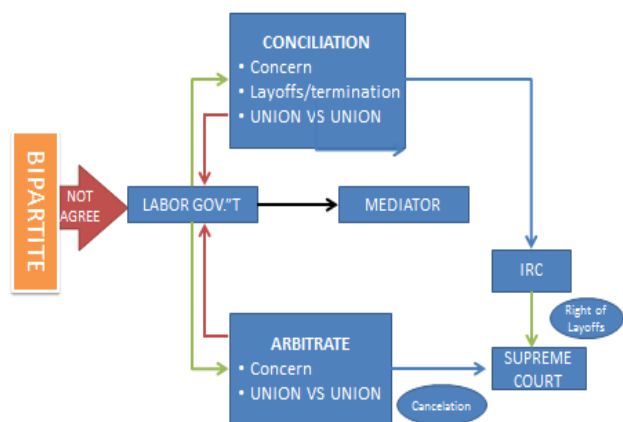 BIPARTITE
NOT
AGREE
CONCILIATION
• Concern
• Layoffs/termination
• UNION VS UNION
LABOR GOV."T
MEDIATOR
IRC
Right of
Layoffs
SUPREME
COURT
ARBITRATE
• Concern
• UNION VS UNION
Cancelation